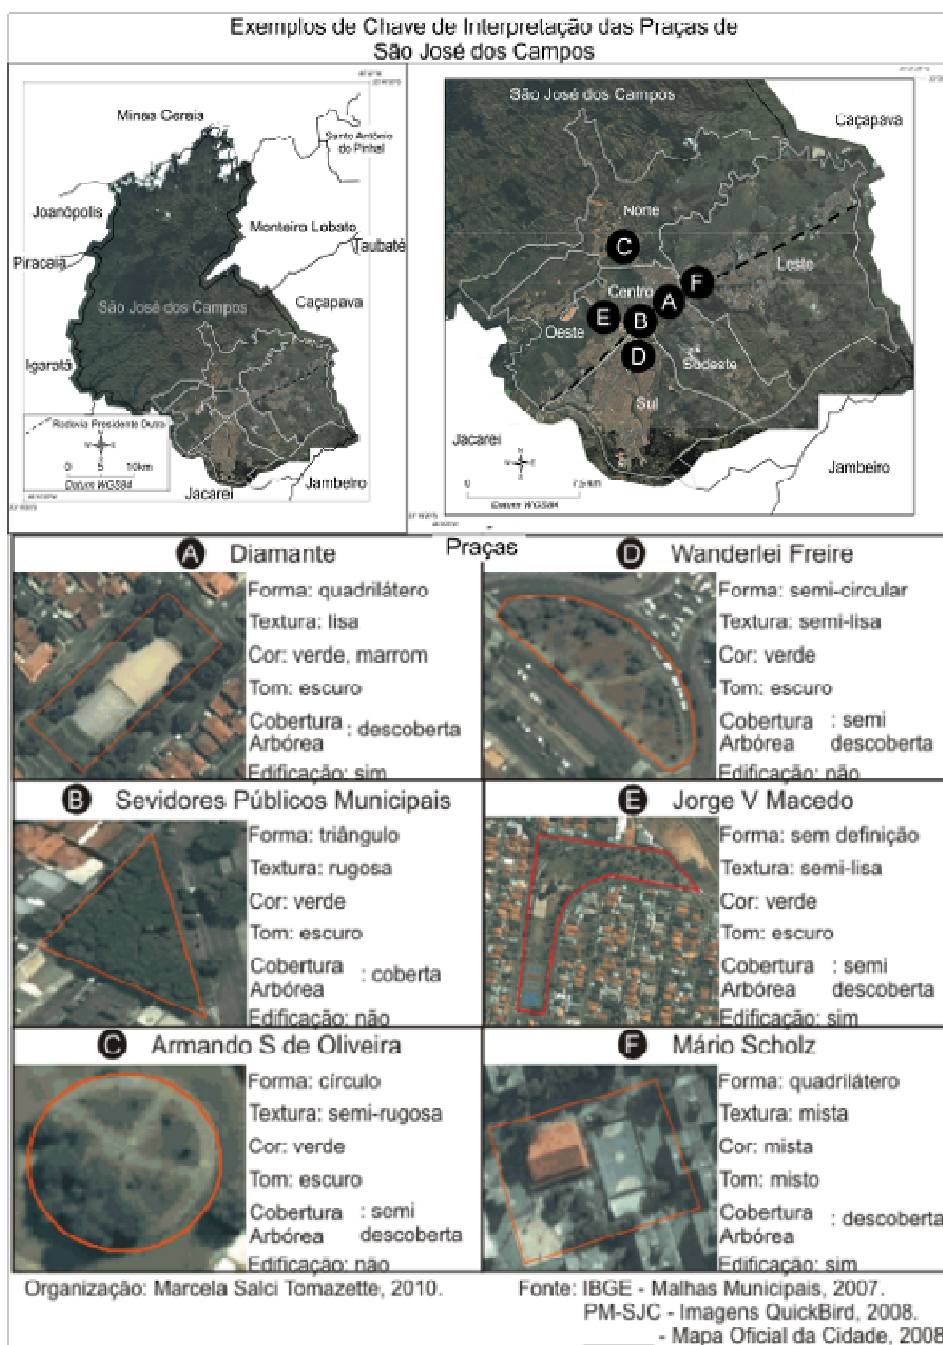 Exemplos de Chave de Interpretação das Praças de
São José dos Campos
Minas Gerais
Santo Antônio
do Pinhal
Joanópolis
Monteiro Lobato
Taubaté
Piracaia
Caçapava
São José dos Campos
Igaratá
Rodovia Presidente Dutra
N
W E
S
0 5 10km
Datum WGS84
Jacareí
Jambeiro
São José dos Campos
Caçapava
Norte
C
Leste
F
Centro
A
E
B
Oeste
D
Sudeste
Sul
Jacareí
N
W E
S
Jambeiro
0 7,5 km
Datum WGS84
Praças
A Diamante
Forma: quadrilátero
Textura: lisa
Cor: verde, marrom
Tom: escuro
Cobertura
Arbórea : descoberta
Edificação: sim
D Wanderlei Freire
Forma: semi-circular
Textura: semi-lisa
Cor: verde
Tom: escuro
Cobertura : semi
Arbórea descoberta
Edificação: não
B Sevidores Públicos Municipais
Forma: triângulo
Textura: rugosa
Cor: verde
Tom: escuro
Cobertura
Arbórea : coberta
Edificação: não
E Jorge V Macedo
Forma: sem definição
Textura: semi-lisa
Cor: verde
Tom: escuro
Cobertura : semi
Arbórea descoberta
Edificação: sim
C Armando S de Oliveira
Forma: círculo
Textura: semi-rugosa
Cor: verde
Tom: escuro
Cobertura : semi
Arbórea descoberta
Edificação: não
F Mário Scholz
Forma: quadrilátero
Textura: mista
Cor: mista
Tom: misto
Cobertura
Arbórea : descoberta
Edificação: sim
Organização: Marcela Salci Tomazette, 2010.
Fonte: IBGE - Malhas Municipais, 2007.
PM-SJC - Imagens QuickBird, 2008.
______ - Mapa Oficial da Cidade, 2008